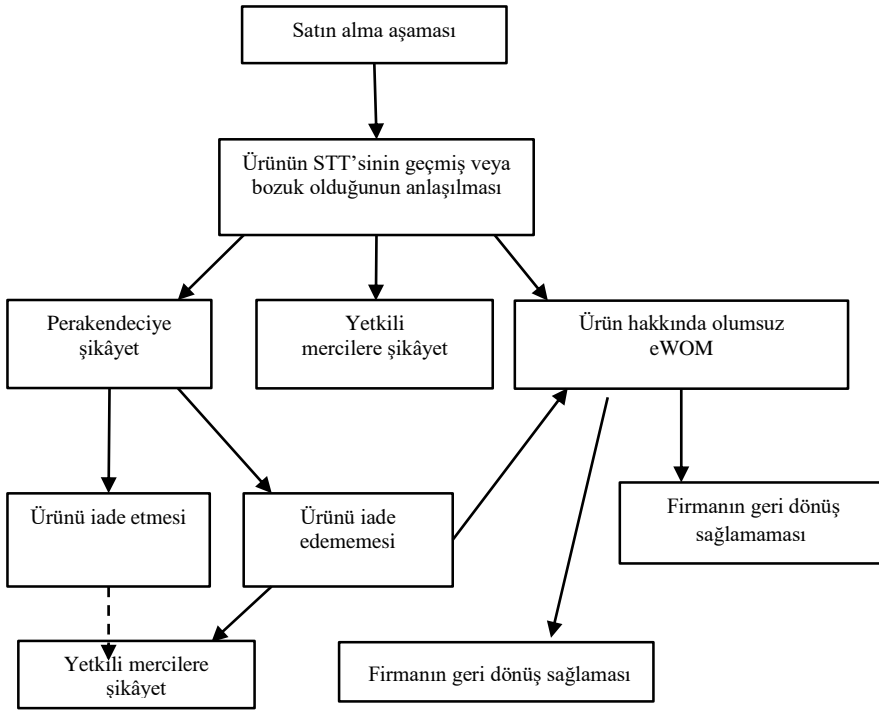 Satın alma aşaması
Ürünün STT’sinin geçmiş veya
bozuk olduğunun anlaşılması
Perakendeciye
şikâyet
Yetkili
mercilere şikâyet
Ürün hakkında olumsuz
eWOM
Ürünü iade etmesi
Ürünü iade
edememesi
Firmanın geri dönüş
sağlamaması
Yetkili mercilere
şikâyet
Firmanın geri dönüş sağlaması